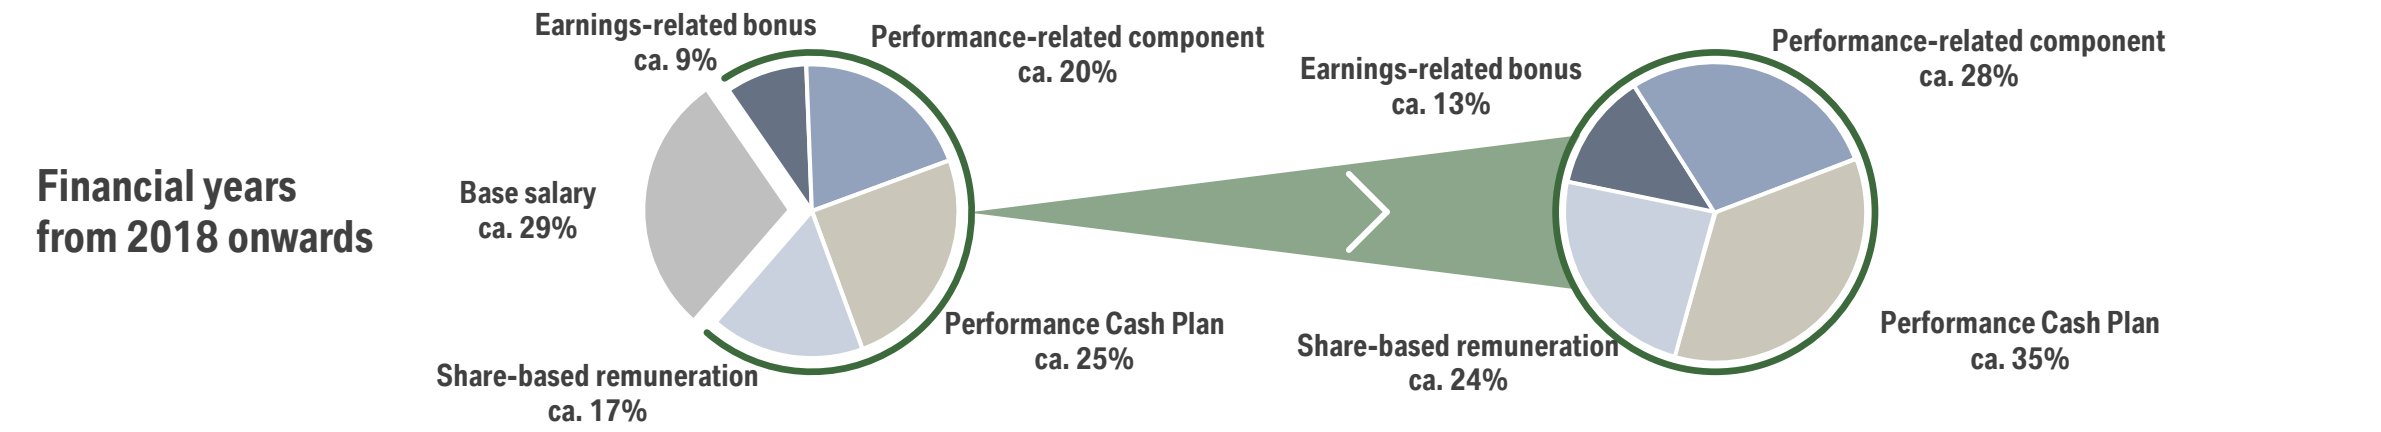 Financial years
from 2018 onwards
Earnings-related bonus
ca. 9%
Performance-related component
ca. 20%
Base salary
ca. 29%
Performance Cash Plan
ca. 25%
Share-based remuneration
ca. 17%
Earnings-related bonus
ca. 13%
Performance-related component
ca. 28%
Share-based remuneration
ca. 24%
Performance Cash Plan
ca. 35%